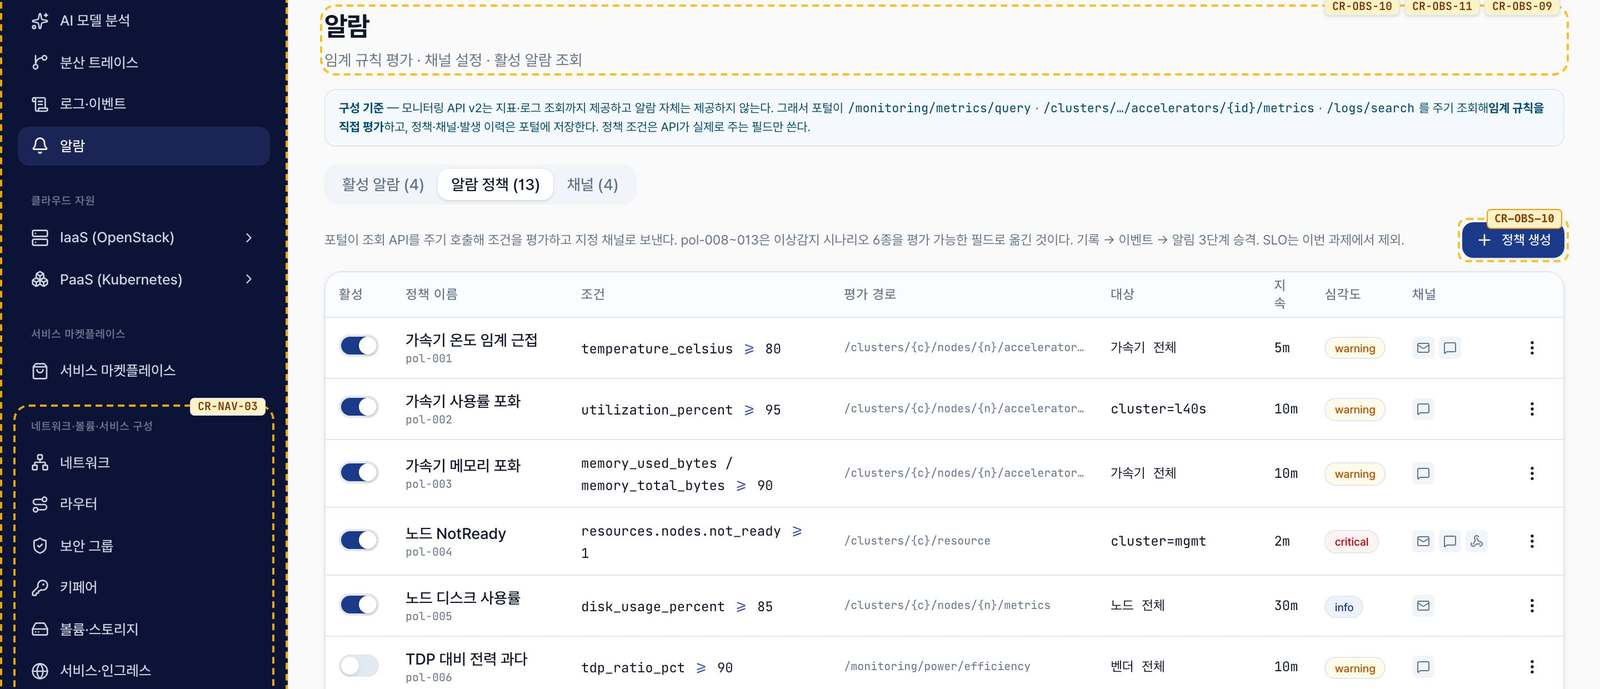 AI 모델 분석
분산 트레이스
로그·이벤트
알람
클라우드 자원
IaaS (OpenStack)
PaaS (Kubernetes)
서비스 마켓플레이스
서비스 마켓플레이스
CR-NAV-03
네트워크·볼륨·서비스 구성
네트워크
라우터
보안 그룹
키페어
볼륨·스토리지
서비스·인그레스
CR-OBS-10 CR-OBS-11 CR-OBS-09
알람
임계 규칙 평가 · 채널 설정 · 활성 알람 조회
구성 기준 — 모니터링 API v2는 지표·로그 조회까지 제공하고 알람 자체는 제공하지 않는다. 그래서 포털이 /monitoring/metrics/query · /clusters/…/accelerators/{id}/metrics · /logs/search 를 주기 조회해임계 규칙을
직접 평가하고, 정책·채널·발생 이력은 포털에 저장한다. 정책 조건은 API가 실제로 주는 필드만 쓴다.
활성 알람 (4) 알람 정책 (13) 채널 (4)
포털이 조회 API를 주기 호출해 조건을 평가하고 지정 채널로 보낸다. pol-008~013은 이상감지 시나리오 6종을 평가 가능한 필드로 옮긴 것이다. 기록 → 이벤트 → 알림 3단계 승격. SLO는 이번 과제에서 제외.
CR-OBS-10
+ 정책 생성
활성 정책 이름 조건 평가 경로 대상 지속 심각도 채널
가속기 온도 임계 근접 temperature_celsius ≥ 80 /clusters/{c}/nodes/{n}/accelerator… 가속기 전체 5m warning
pol-001
가속기 사용률 포화 utilization_percent ≥ 95 /clusters/{c}/nodes/{n}/accelerator… cluster=l40s 10m warning
pol-002
가속기 메모리 포화 memory_used_bytes / memory_total_bytes ≥ 90 /clusters/{c}/nodes/{n}/accelerator… 가속기 전체 10m warning
pol-003
노드 NotReady resources.nodes.not_ready ≥ 1 /clusters/{c}/resource cluster=mgmt 2m critical
pol-004
노드 디스크 사용률 disk_usage_percent ≥ 85 /clusters/{c}/nodes/{n}/metrics 노드 전체 30m info
pol-005
TDP 대비 전력 과다 tdp_ratio_pct ≥ 90 /monitoring/power/efficiency 벤더 전체 10m warning
pol-006